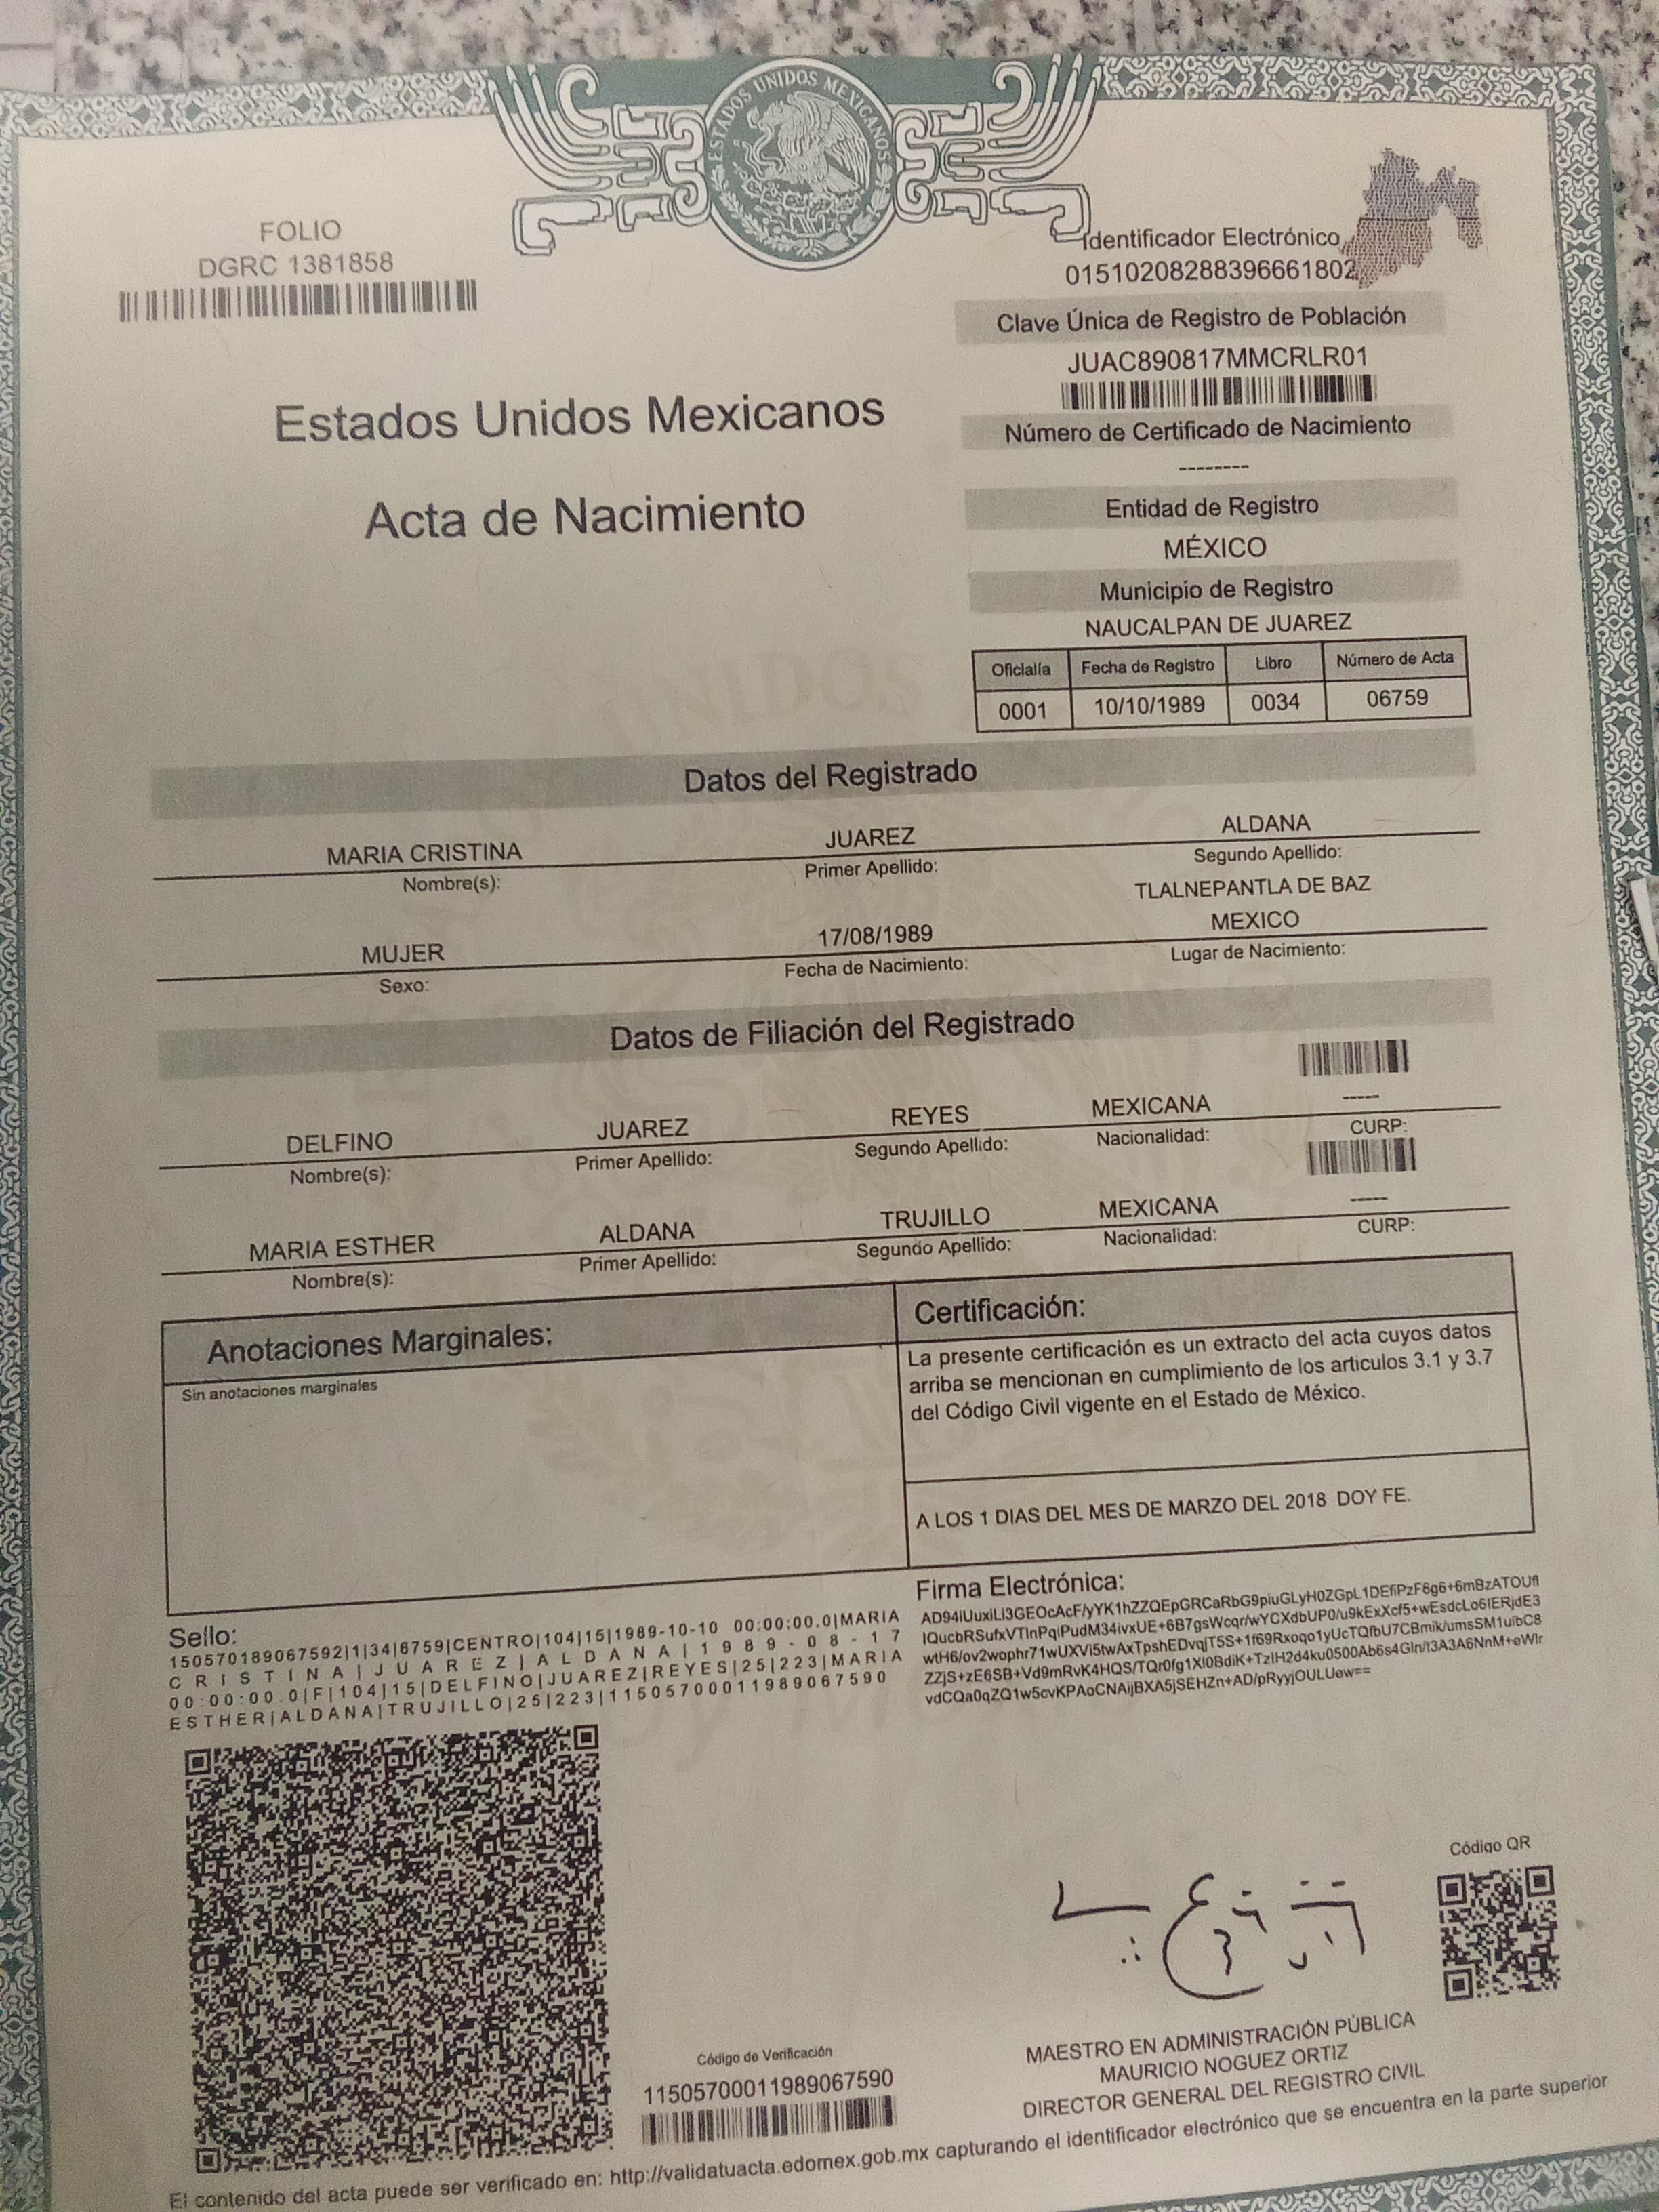 ESTADOS UNIDOS MEXICANOS
FOLIO
DGRC 1381858
Identificador Electrónico
01510208288396661802
Clave Única de Registro de Población
JUAC890817MMCRLR01
Número de Certificado de Nacimiento
--------
Estados Unidos Mexicanos
Acta de Nacimiento
Entidad de Registro
MÉXICO
Municipio de Registro
NAUCALPAN DE JUAREZ
Oficialía Fecha de Registro Libro Número de Acta
0001 10/10/1989 0034 06759
Datos del Registrado
MARIA CRISTINA JUAREZ ALDANA
Nombre(s): Primer Apellido: Segundo Apellido:
TLALNEPANTLA DE BAZ
MUJER 17/08/1989 MEXICO
Sexo: Fecha de Nacimiento: Lugar de Nacimiento:
Datos de Filiación del Registrado
DELFINO JUAREZ REYES MEXICANA -----
Nombre(s): Primer Apellido: Segundo Apellido: Nacionalidad: CURP:
MARIA ESTHER ALDANA TRUJILLO MEXICANA -----
Nombre(s): Primer Apellido: Segundo Apellido: Nacionalidad: CURP:
Anotaciones Marginales:
Sin anotaciones marginales
Certificación:
La presente certificación es un extracto del acta cuyos datos
arriba se mencionan en cumplimiento de los articulos 3.1 y 3.7
del Código Civil vigente en el Estado de México.
A LOS 1 DIAS DEL MES DE MARZO DEL 2018 DOY FE.
Sello:
150570189067592|1|34|6759|CENTRO|104|15|1989-10-10 00:00:00.0|MARIA
CRISTINA|JUAREZ|ALDANA|1989-08-17
00:00:00.0|F|104|15|DELFINO|JUAREZ|REYES|25|223|MARIA
ESTHER|ALDANA|TRUJILLO|25|223|11505700011989067590
Firma Electrónica:
Código QR
Código de Verificación
11505700011989067590
MAESTRO EN ADMINISTRACIÓN PÚBLICA
MAURICIO NOGUEZ ORTIZ
DIRECTOR GENERAL DEL REGISTRO CIVIL
El contenido del acta puede ser verificado en: http://validatuacta.edomex.gob.mx capturando el identificador electrónico que se encuentra en la parte superior